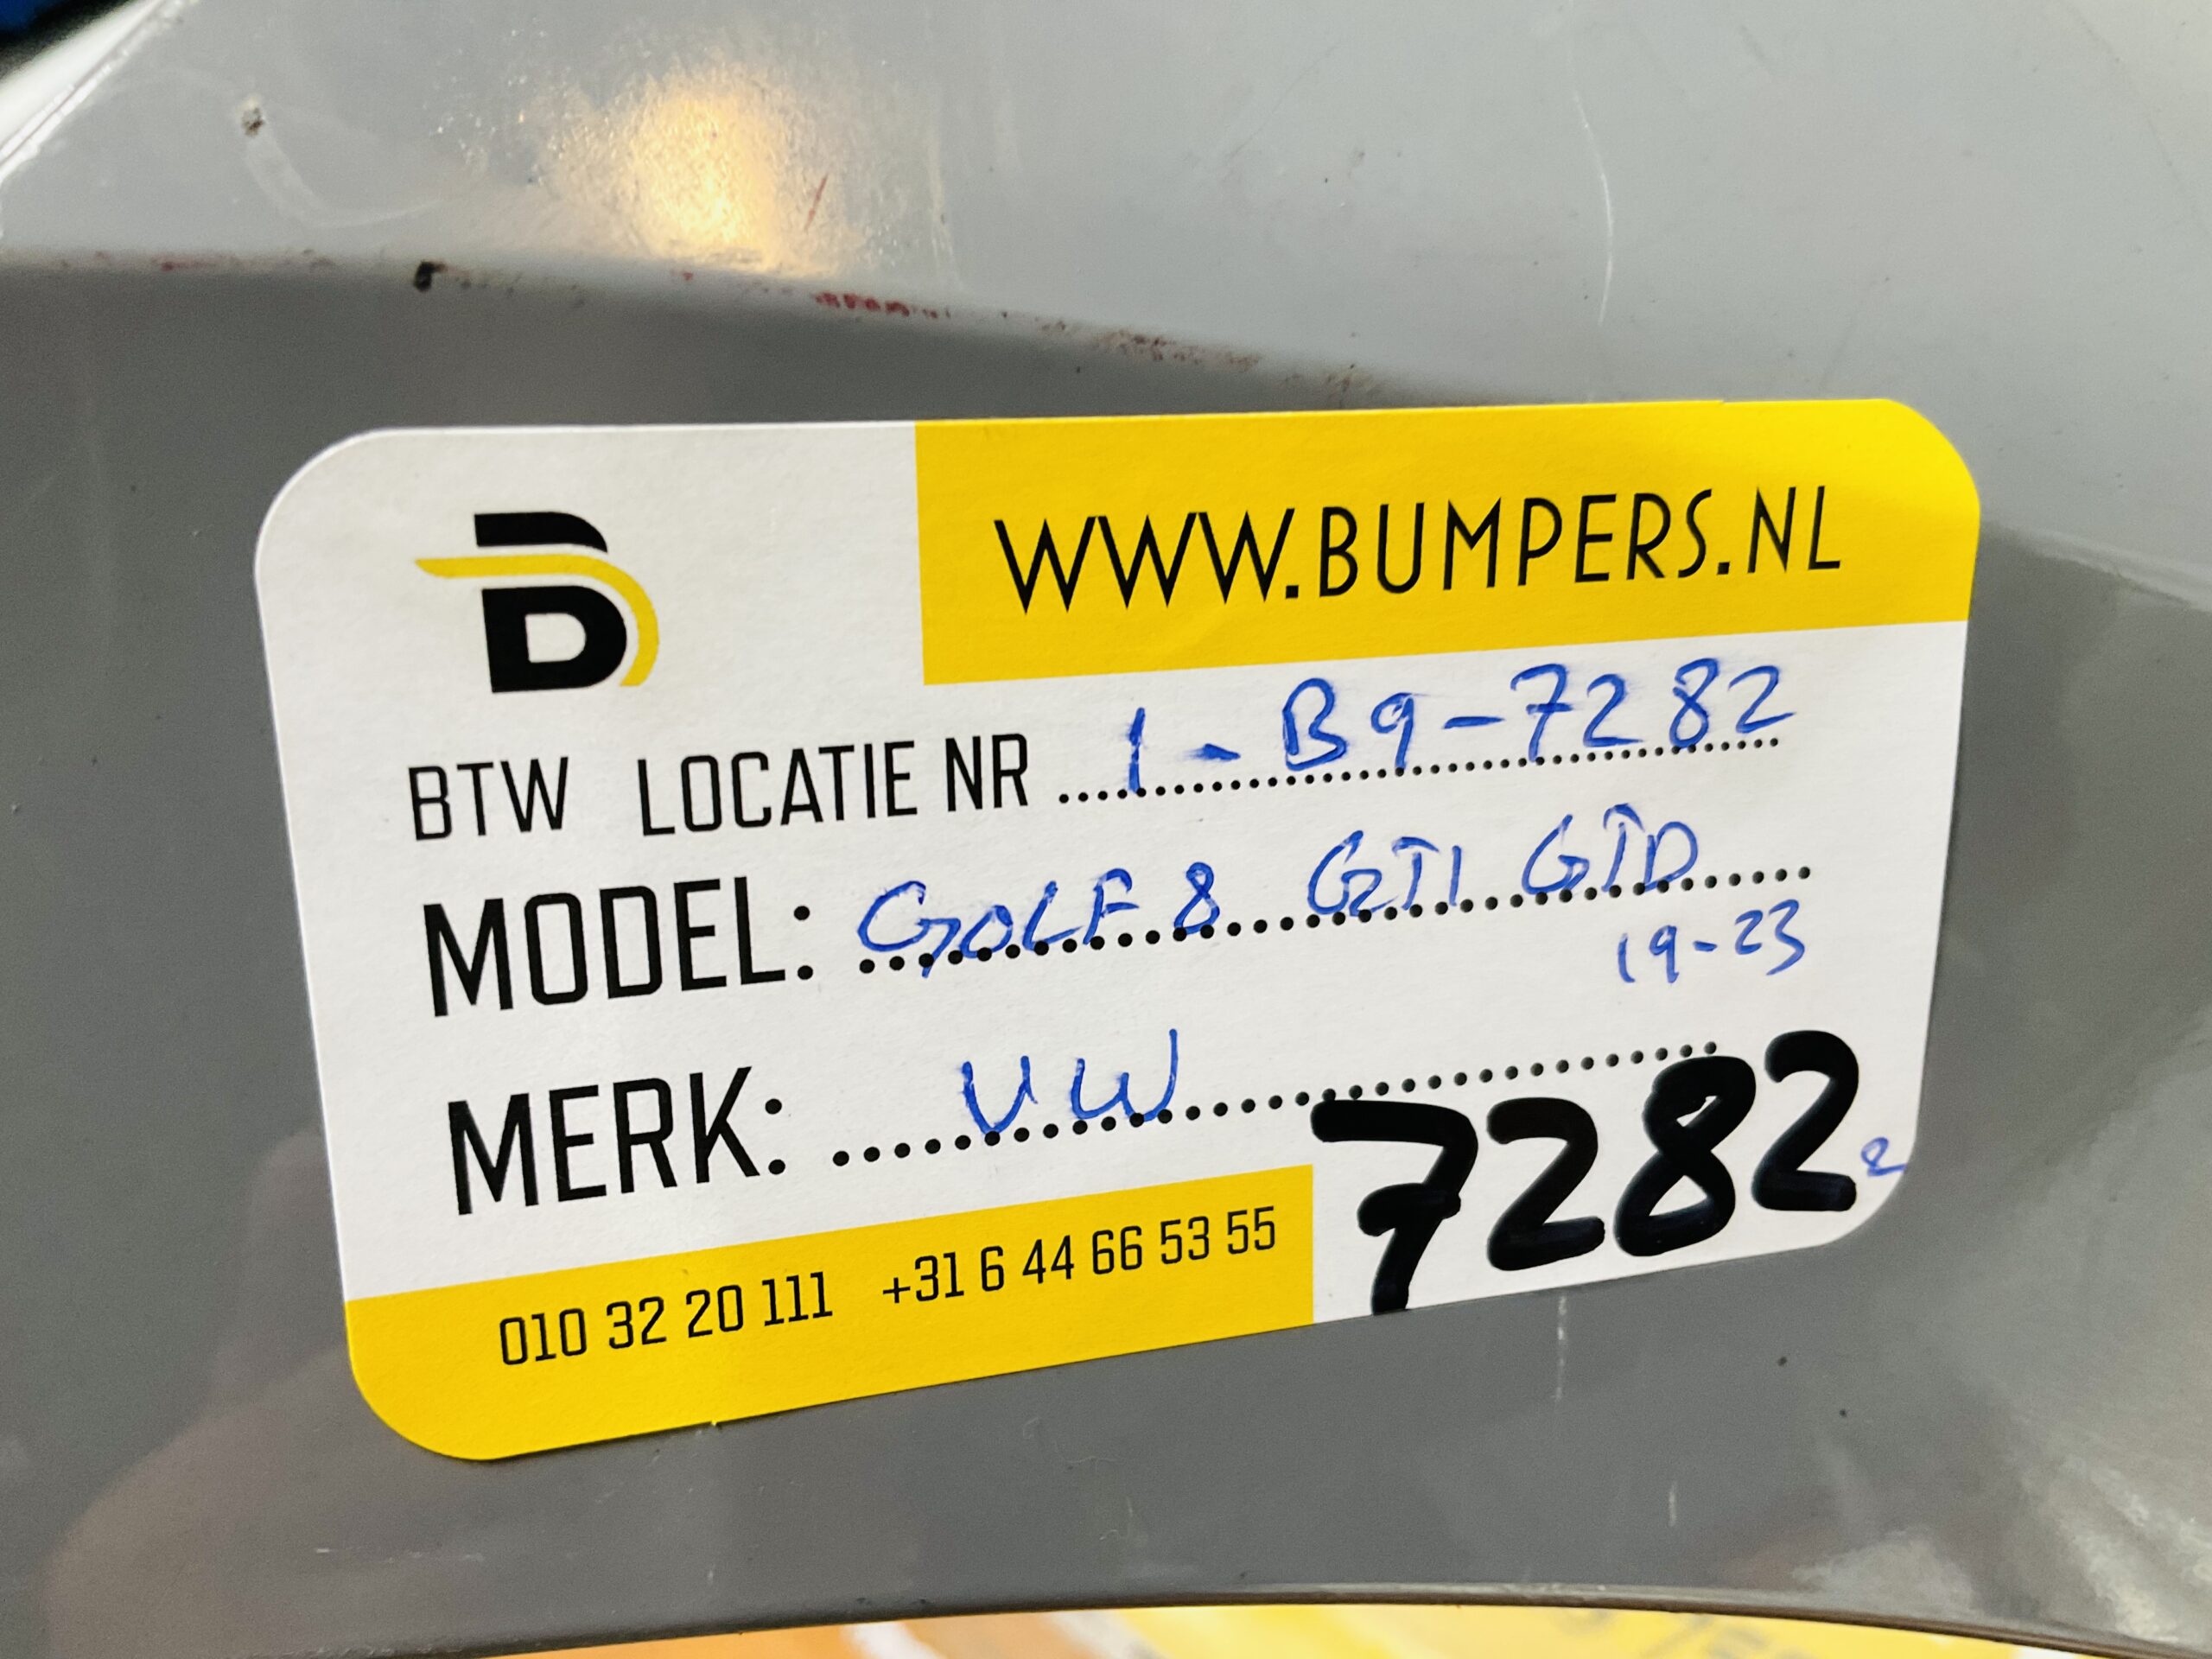 B
WWW.BUMPERS.NL
BTW LOCATIE NR 1-B9-7282
MODEL: GOLF 8 GTI GTD
19-23
MERK: VW
7282
2
010 32 20 111 +31 6 44 66 53 55